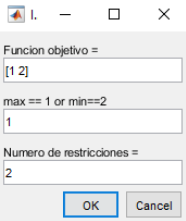 I.
Funcion objetivo =
[1 2]
max == 1 or min==2
1
Numero de restricciones =
2
OK Cancel